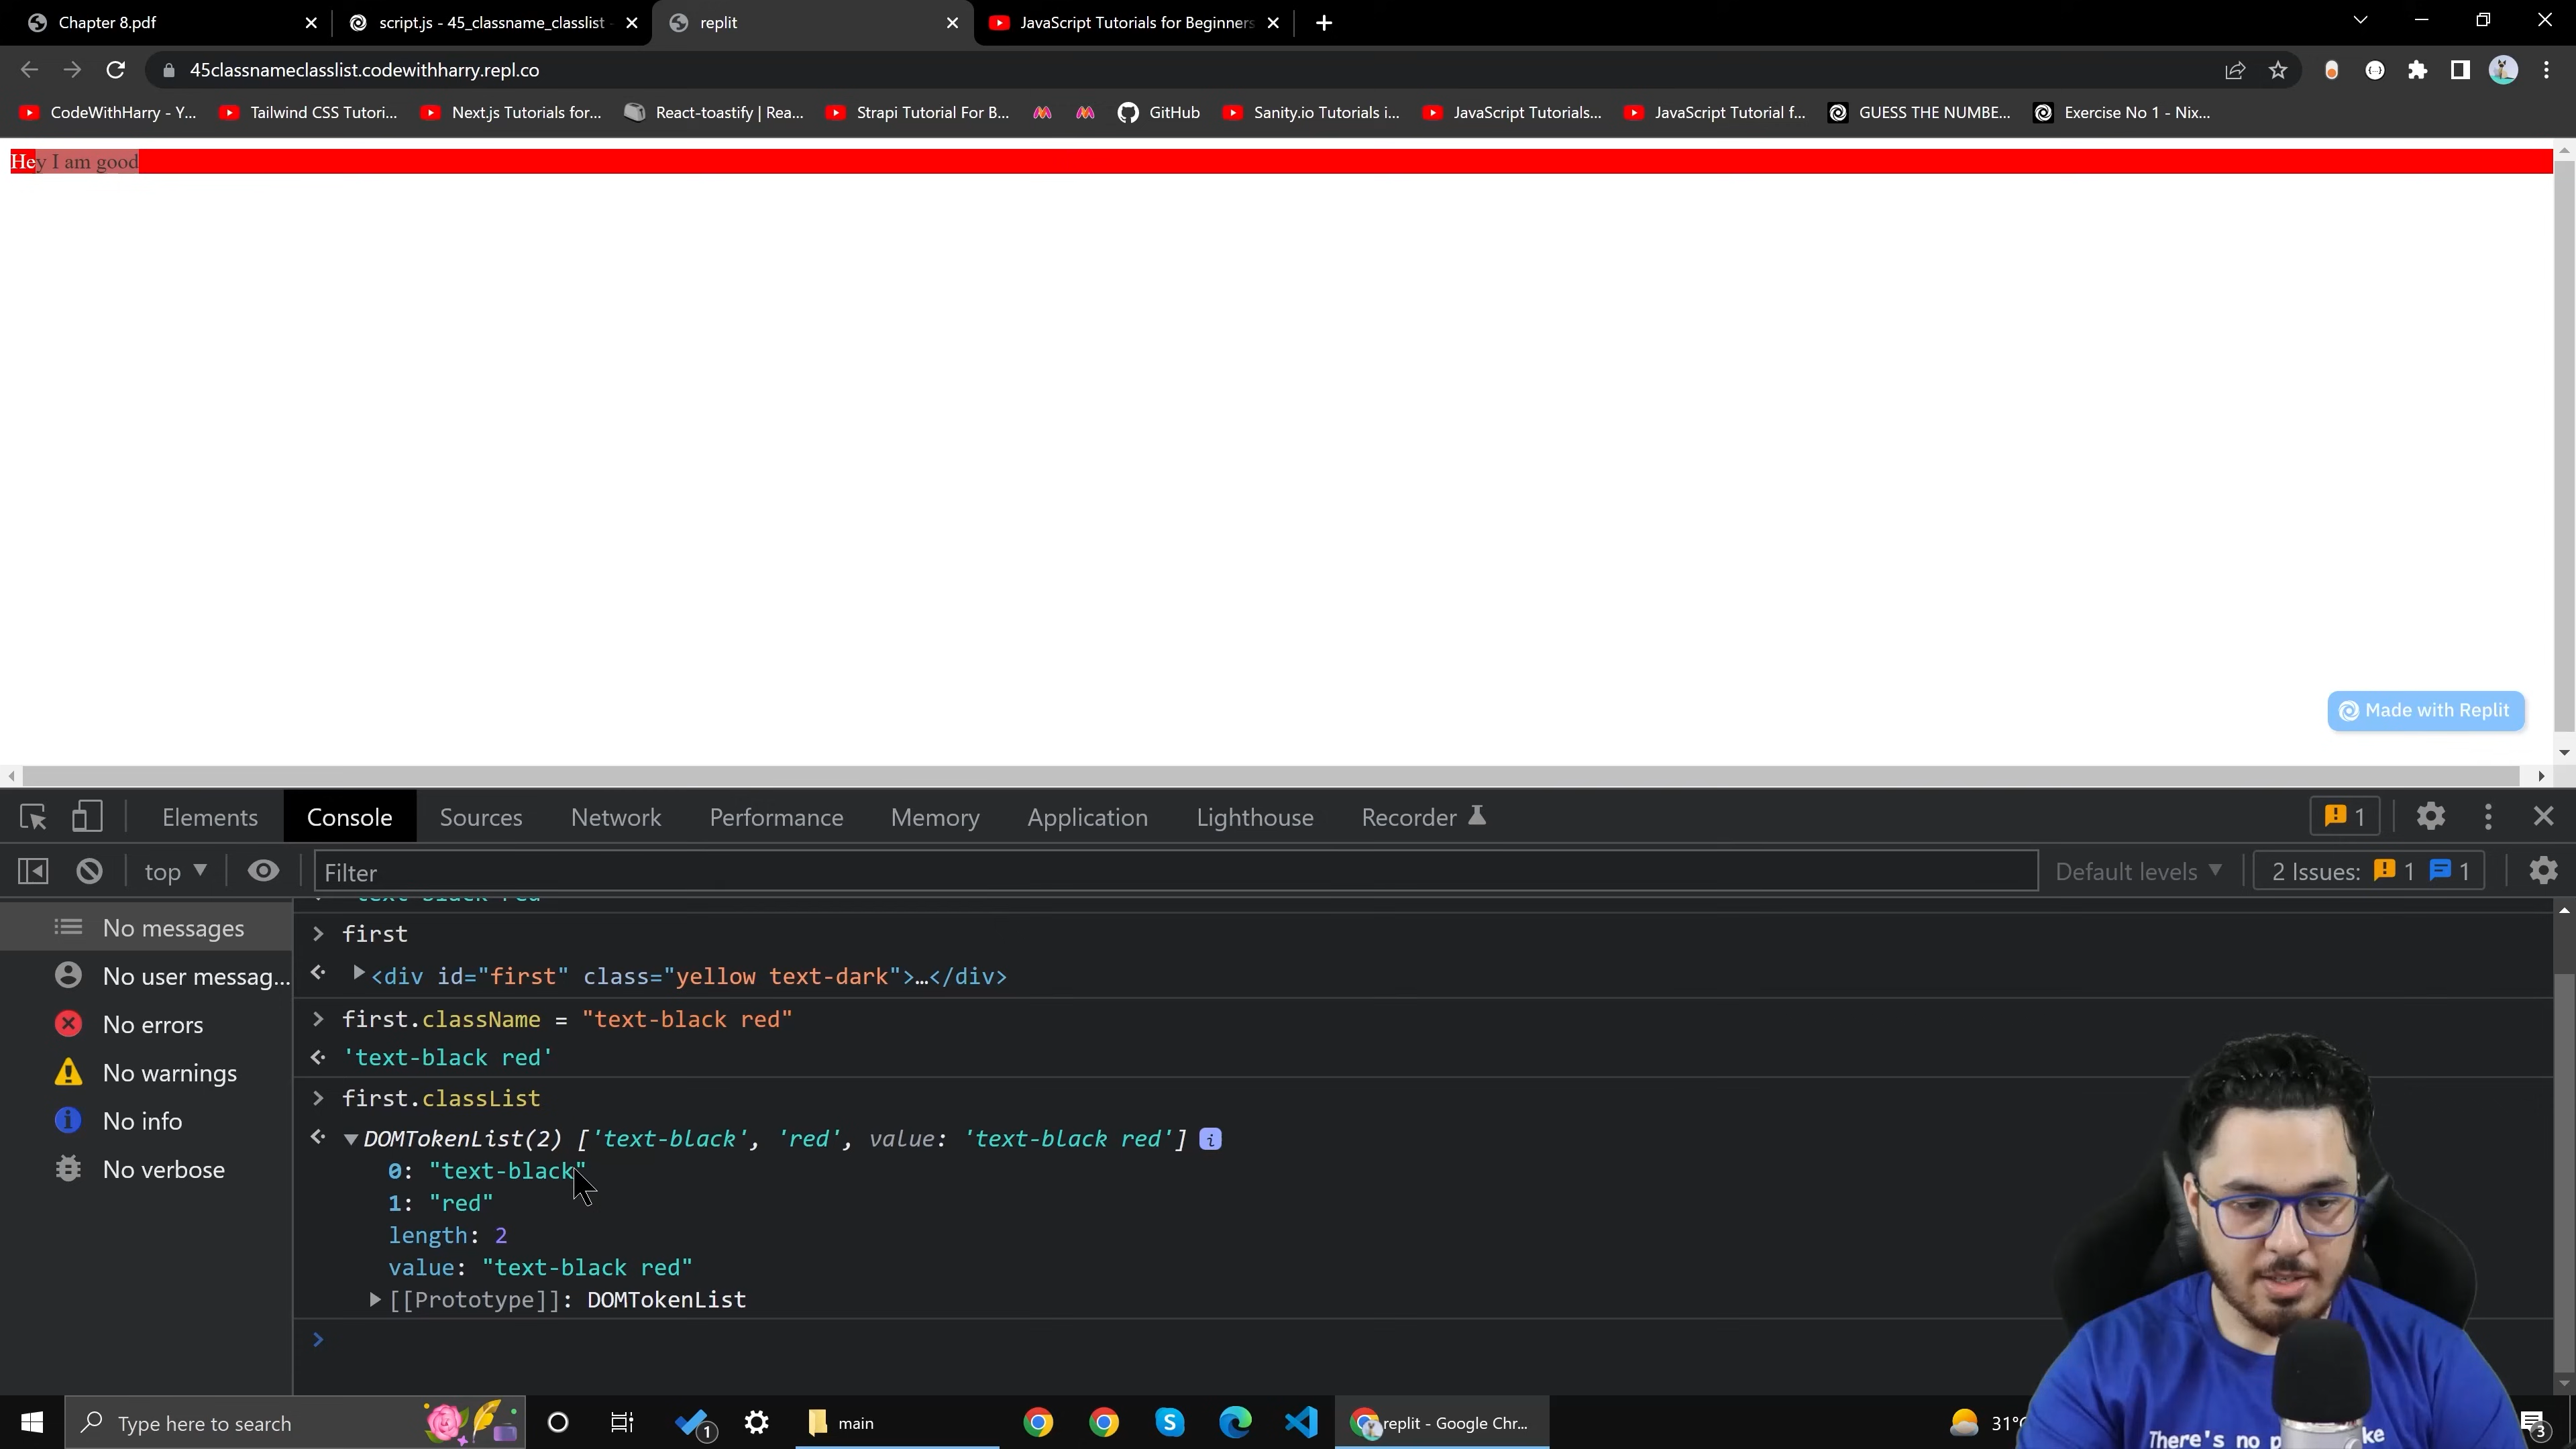 Chapter 8.pdf
script.js - 45_classname_classlist -
replit
JavaScript Tutorials for Beginners
45classnameclasslist.codewithharry.repl.co
CodeWithHarry - Y...
Tailwind CSS Tutori...
Next.js Tutorials for...
React-toastify | Rea...
Strapi Tutorial For B...
GitHub
Sanity.io Tutorials i...
JavaScript Tutorials...
JavaScript Tutorial f...
GUESS THE NUMBE...
Exercise No 1 - Nix...
Hey I am good
Made with Replit
Elements
Console
Sources
Network
Performance
Memory
Application
Lighthouse
Recorder
1
top
Filter
Default levels
2 Issues: 1 1
No messages
No user messag...
No errors
No warnings
No info
No verbose
> first
<div id="first" class="yellow text-dark">…</div>
> first.className = "text-black red"
'text-black red'
> first.classList
DOMTokenList(2) ['text-black', 'red', value: 'text-black red'] i
0: "text-black"
1: "red"
length: 2
value: "text-black red"
[[Prototype]]: DOMTokenList
>
Type here to search
1
main
replit - Google Chr...
31°
There's no p
ke
3